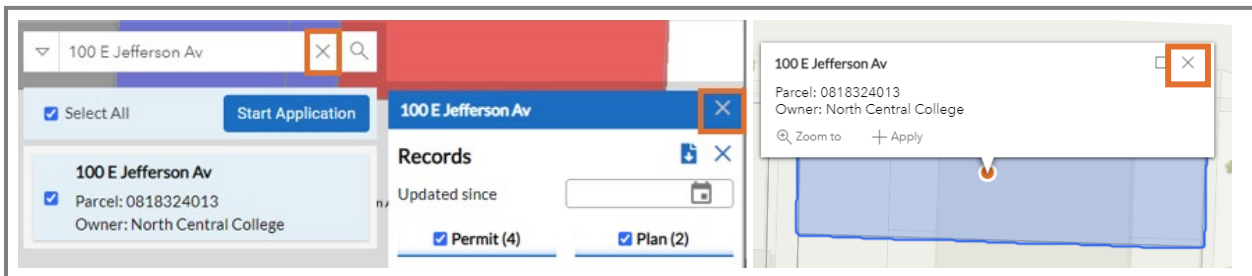 100 E Jefferson Av
Select All
Start Application
100 E Jefferson Av
Parcel: 0818324013
Owner: North Central College
100 E Jefferson Av
Records
Updated since
Permit (4)
Plan (2)
100 E Jefferson Av
Parcel: 0818324013
Owner: North Central College
Zoom to
Apply